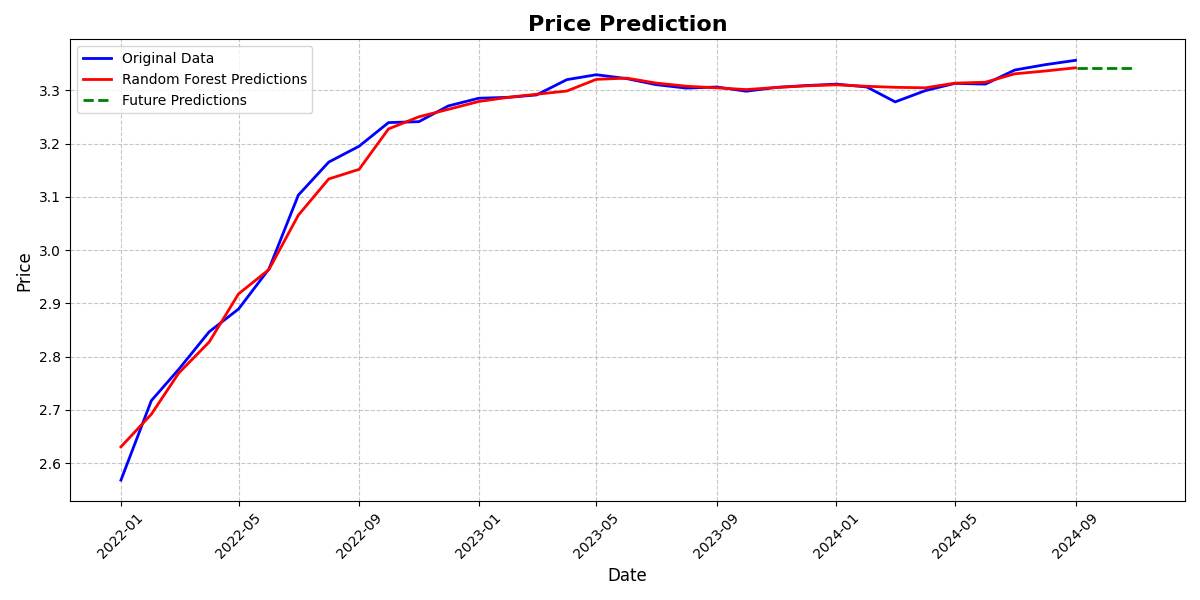 Price Prediction
Original Data
Random Forest Predictions
Future Predictions
Price
3.3
3.2
3.1
3.0
2.9
2.8
2.7
2.6
2022-01
2022-05
2022-09
2023-01
2023-05
2023-09
2024-01
2024-05
2024-09
Date